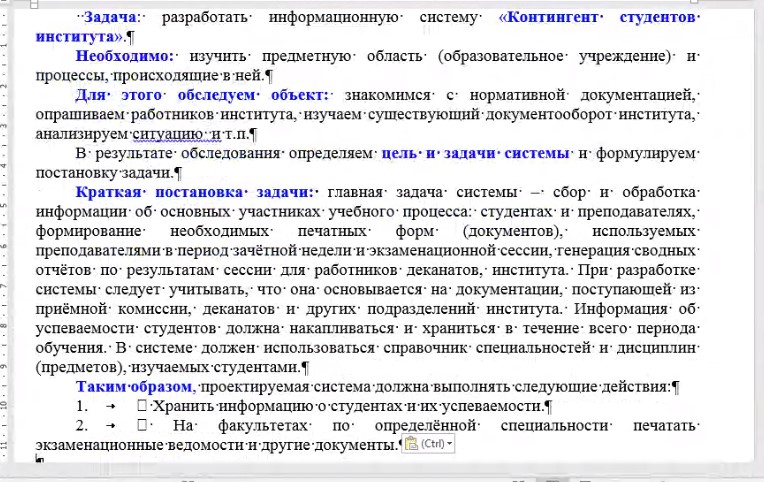 Задача: разработать информационную систему «Контингент студентов
института».¶
Необходимо: изучить предметную область (образовательное учреждение) и
процессы, происходящие в ней.¶
Для этого обследуем объект: знакомимся с нормативной документацией,
опрашиваем работников института, изучаем существующий документооборот института,
анализируем ситуацию и т.п.¶
В результате обследования определяем цель и задачи системы и формулируем
постановку задачи.¶
Краткая постановка задачи: главная задача системы – сбор и обработка
информации об основных участниках учебного процесса: студентах и преподавателях,
формирование необходимых печатных форм (документов), используемых
преподавателями в период зачётной недели и экзаменационной сессии, генерация сводных
отчётов по результатам сессии для работников деканатов, института. При разработке
системы следует учитывать, что она основывается на документации, поступающей из
приёмной комиссии, деканатов и других подразделений института. Информация об
успеваемости студентов должна накапливаться и храниться в течение всего периода
обучения. В системе должен использоваться справочник специальностей и дисциплин
(предметов), изучаемых студентами.¶
Таким образом, проектируемая система должна выполнять следующие действия:¶
1. → □ Хранить информацию о студентах и их успеваемости.¶
2. → □ На факультетах по определённой специальности печатать
экзаменационные ведомости и другие документы.¶ (Ctrl)
¶